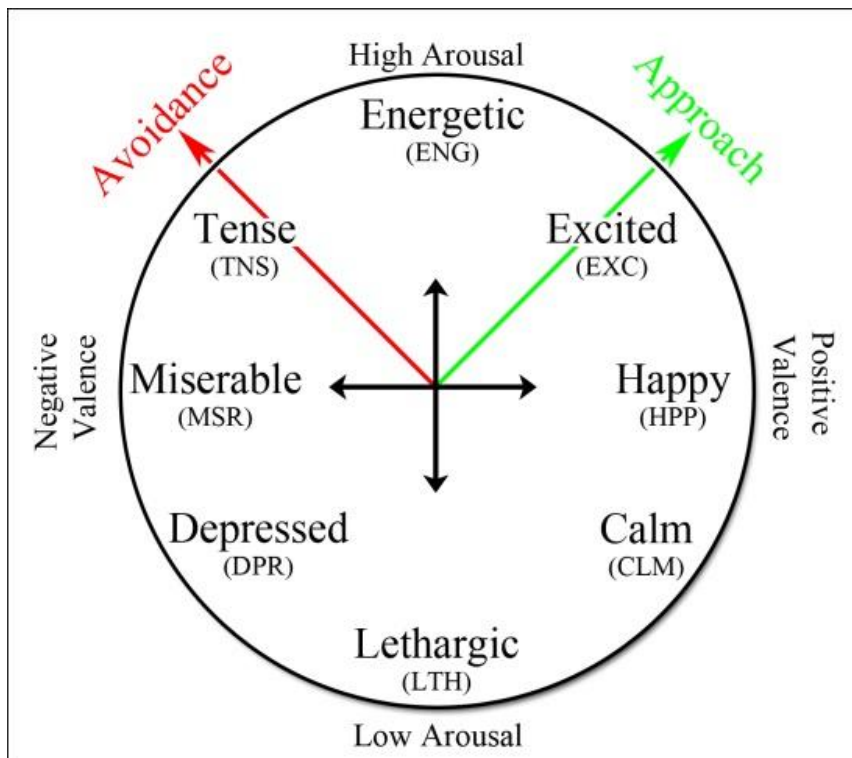 High Arousal
Avoidance
Approach
Energetic
(ENG)
Tense
(TNS)
Excited
(EXC)
Negative
Valence
Miserable
(MSR)
Happy
(HPP)
Positive
Valence
Depressed
(DPR)
Calm
(CLM)
Lethargic
(LTH)
Low Arousal